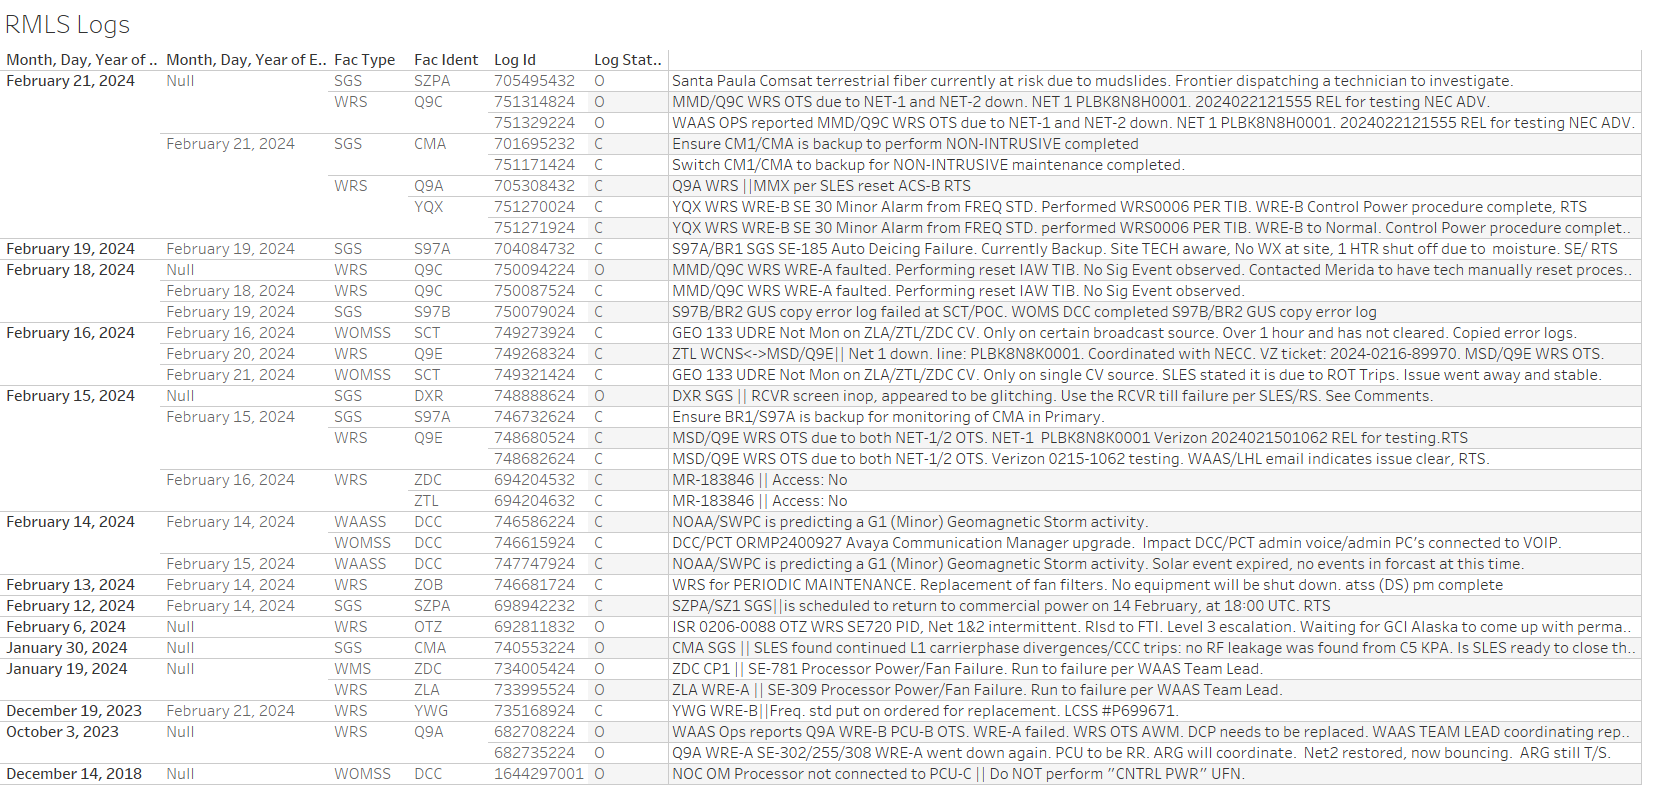 RMLS Logs
Month, Day, Year of .. Month, Day, Year of E.. Fac Type Fac Ident Log Id Log Stat..
February 21, 2024 Null SGS SZPA 705495432 O Santa Paula Comsat terrestrial fiber currently at risk due to mudslides. Frontier dispatching a technician to investigate.
WRS Q9C 751314824 O MMD/Q9C WRS OTS due to NET-1 and NET-2 down. NET 1 PLBK8N8H0001. 2024022121555 REL for testing NEC ADV.
751329224 O WAAS OPS reported MMD/Q9C WRS OTS due to NET-1 and NET-2 down. NET 1 PLBK8N8H0001. 2024022121555 REL for testing NEC ADV.
February 21, 2024 SGS CMA 701695232 C Ensure CM1/CMA is backup to perform NON-INTRUSIVE completed
751171424 C Switch CM1/CMA to backup for NON-INTRUSIVE maintenance completed.
WRS Q9A 705308432 C Q9A WRS ||MMX per SLES reset ACS-B RTS
YQX 751270024 C YQX WRS WRE-B SE 30 Minor Alarm from FREQ STD. Performed WRS0006 PER TIB. WRE-B Control Power procedure complete, RTS
751271924 C YQX WRS WRE-B SE 30 Minor Alarm from FREQ STD. performed WRS0006 PER TIB. WRE-B to Normal. Control Power procedure complet..
February 19, 2024 February 19, 2024 SGS S97A 704084732 C S97A/BR1 SGS SE-185 Auto Deicing Failure. Currently Backup. Site TECH aware, No WX at site, 1 HTR shut off due to moisture. SE/ RTS
February 18, 2024 Null WRS Q9C 750094224 O MMD/Q9C WRS WRE-A faulted. Performing reset IAW TIB. No Sig Event observed. Contacted Merida to have tech manually reset proces..
February 18, 2024 WRS Q9C 750087524 C MMD/Q9C WRS WRE-A faulted. Performing reset IAW TIB. No Sig Event observed.
February 19, 2024 SGS S97B 750079024 C S97B/BR2 GUS copy error log failed at SCT/POC. WOMS DCC completed S97B/BR2 GUS copy error log
February 16, 2024 February 16, 2024 WOMSS SCT 749273924 C GEO 133 UDRE Not Mon on ZLA/ZTL/ZDC CV. Only on certain broadcast source. Over 1 hour and has not cleared. Copied error logs.
February 20, 2024 WRS Q9E 749268324 C ZTL WCNS<->MSD/Q9E|| Net 1 down. line: PLBK8N8K0001. Coordinated with NECC. VZ ticket: 2024-0216-89970. MSD/Q9E WRS OTS.
February 21, 2024 WOMSS SCT 749321424 C GEO 133 UDRE Not Mon on ZLA/ZTL/ZDC CV. Only on single CV source. SLES stated it is due to ROT Trips. Issue went away and stable.
February 15, 2024 Null SGS DXR 748888624 O DXR SGS || RCVR screen inop, appeared to be glitching. Use the RCVR till failure per SLES/RS. See Comments.
February 15, 2024 SGS S97A 746732624 C Ensure BR1/S97A is backup for monitoring of CMA in Primary.
WRS Q9E 748680524 C MSD/Q9E WRS OTS due to both NET-1/2 OTS. NET-1 PLBK8N8K0001 Verizon 2024021501062 REL for testing.RTS
748682624 C MSD/Q9E WRS OTS due to both NET-1/2 OTS. Verizon 0215-1062 testing. WAAS/LHL email indicates issue clear, RTS.
February 16, 2024 WRS ZDC 694204532 C MR-183846 || Access: No
ZTL 694204632 C MR-183846 || Access: No
February 14, 2024 February 14, 2024 WAASS DCC 746586224 C NOAA/SWPC is predicting a G1 (Minor) Geomagnetic Storm activity.
WOMSS DCC 746615924 C DCC/PCT ORMP2400927 Avaya Communication Manager upgrade. Impact DCC/PCT admin voice/admin PC's connected to VOIP.
February 15, 2024 WAASS DCC 747747924 C NOAA/SWPC is predicting a G1 (Minor) Geomagnetic Storm activity. Solar event expired, no events in forcast at this time.
February 13, 2024 February 14, 2024 WRS ZOB 746681724 C WRS for PERIODIC MAINTENANCE. Replacement of fan filters. No equipment will be shut down. atss (DS) pm complete
February 12, 2024 February 14, 2024 SGS SZPA 698942232 C SZPA/SZ1 SGS||is scheduled to return to commercial power on 14 February, at 18:00 UTC. RTS
February 6, 2024 Null WRS OTZ 692811832 O ISR 0206-0088 OTZ WRS SE720 PID, Net 1&2 intermittent. Rlsd to FTI. Level 3 escalation. Waiting for GCI Alaska to come up with perma..
January 30, 2024 Null SGS CMA 740553224 O CMA SGS || SLES found continued L1 carrierphase divergences/CCC trips: no RF leakage was found from C5 KPA. Is SLES ready to close th..
January 19, 2024 Null WMS ZDC 734005424 O ZDC CP1 || SE-781 Processor Power/Fan Failure. Run to failure per WAAS Team Lead.
WRS ZLA 733995524 O ZLA WRE-A || SE-309 Processor Power/Fan Failure. Run to failure per WAAS Team Lead.
December 19, 2023 February 21, 2024 WRS YWG 735168924 C YWG WRE-B||Freq. std put on ordered for replacement. LCSS #P699671.
October 3, 2023 Null WRS Q9A 682708224 O WAAS Ops reports Q9A WRE-B PCU-B OTS. WRE-A failed. WRS OTS AWM. DCP needs to be replaced. WAAS TEAM LEAD coordinating rep..
682735224 O Q9A WRE-A SE-302/255/308 WRE-A went down again. PCU to be RR. ARG will coordinate. Net2 restored, now bouncing. ARG still T/S.
December 14, 2018 Null WOMSS DCC 1644297001 O NOC OM Processor not connected to PCU-C || Do NOT perform "CNTRL PWR" UFN.